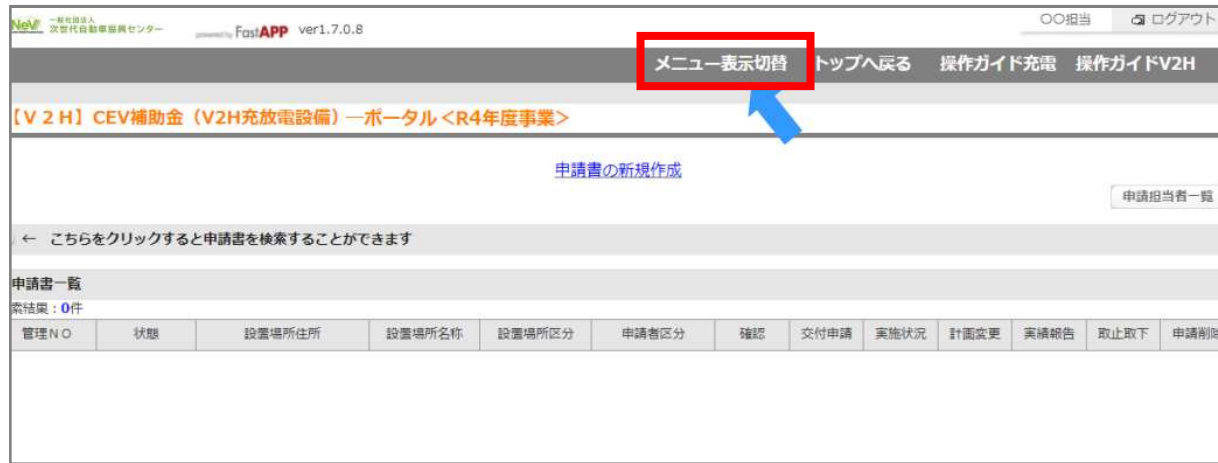 NeV 一般社団法人 次世代自動車振興センター powered by FastAPP ver1.7.0.8 〇〇担当 ログアウト
メニュー表示切替 トップへ戻る 操作ガイド充電 操作ガイドV2H
【V２H】CEV補助金（V2H充放電設備）―ポータル＜R4年度事業＞
申請書の新規作成
申請担当者一覧
← こちらをクリックすると申請書を検索することができます
申請書一覧
索結果：0件
管理ＮＯ 状態 設置場所住所 設置場所名称 設置場所区分 申請者区分 確認 交付申請 実施状況 計画変更 実績報告 取止取下 申請削除